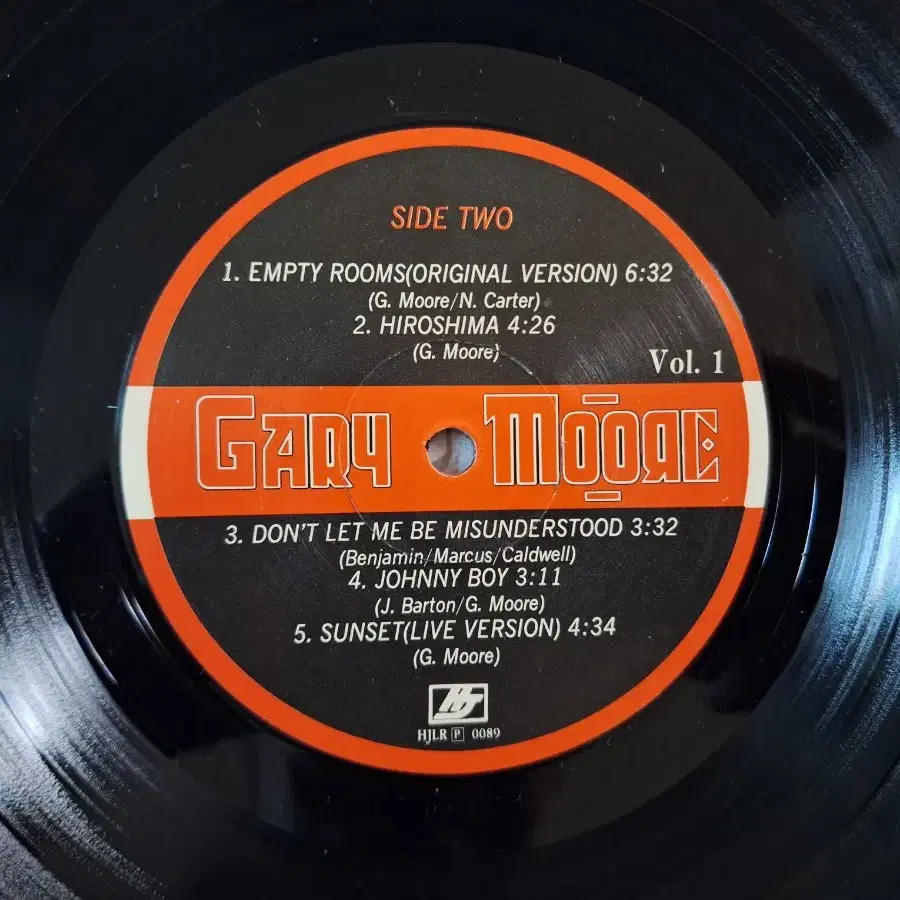 SIDE TWO
1. EMPTY ROOMS(ORIGINAL VERSION) 6:32
(G. Moore/N. Carter)
2. HIROSHIMA 4:26
(G. Moore)
Vol. 1
GARY MOORE
3. DON'T LET ME BE MISUNDERSTOOD 3:32
(Benjamin/Marcus/Caldwell)
4. JOHNNY BOY 3:11
(J. Barton/G. Moore)
5. SUNSET(LIVE VERSION) 4:34
(G. Moore)
HJ
HJLR P 0089